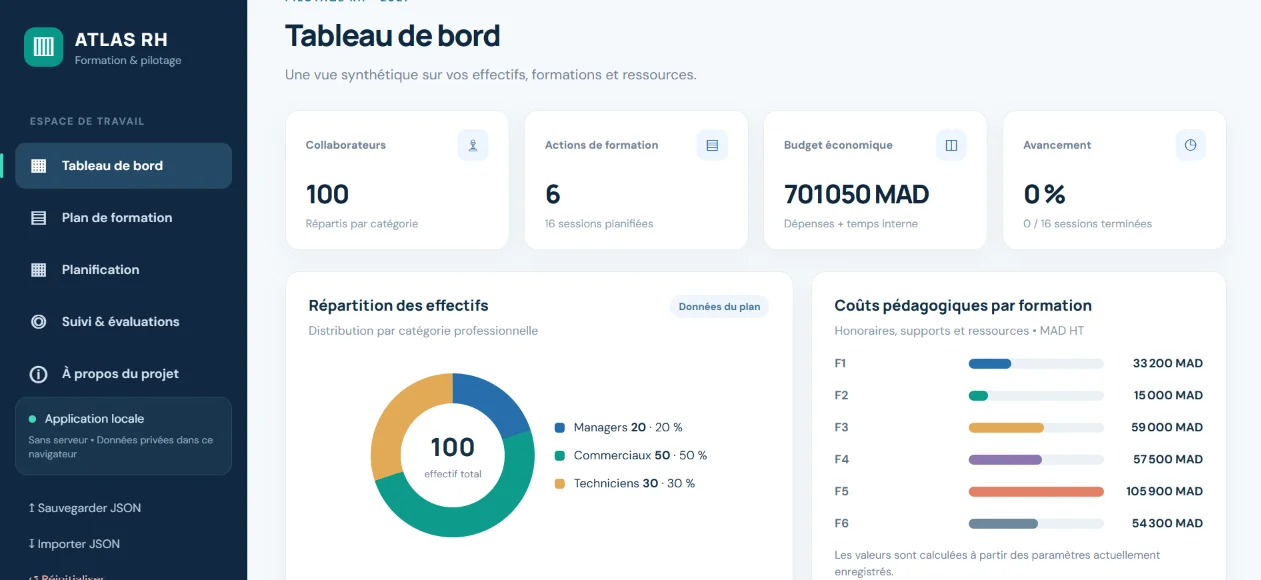 ATLAS RH
Formation & pilotage
ESPACE DE TRAVAIL
Tableau de bord
Plan de formation
Planification
Suivi & évaluations
À propos du projet
Application locale
Sans serveur • Données privées dans ce
navigateur
↥ Sauvegarder JSON
↧ Importer JSON
Réinitialiser
Tableau de bord
Une vue synthétique sur vos effectifs, formations et ressources.
Collaborateurs
100
Répartis par catégorie
Actions de formation
6
16 sessions planifiées
Budget économique
701 050 MAD
Dépenses + temps interne
Avancement
0 %
0 / 16 sessions terminées
Répartition des effectifs
Données du plan
Distribution par catégorie professionnelle
100
effectif total
Managers 20 · 20 %
Commerciaux 50 · 50 %
Techniciens 30 · 30 %
Coûts pédagogiques par formation
Honoraires, supports et ressources • MAD HT
F1 33 200 MAD
F2 15 000 MAD
F3 59 000 MAD
F4 57 500 MAD
F5 105 900 MAD
F6 54 300 MAD
Les valeurs sont calculées à partir des paramètres actuellement
enregistrés.